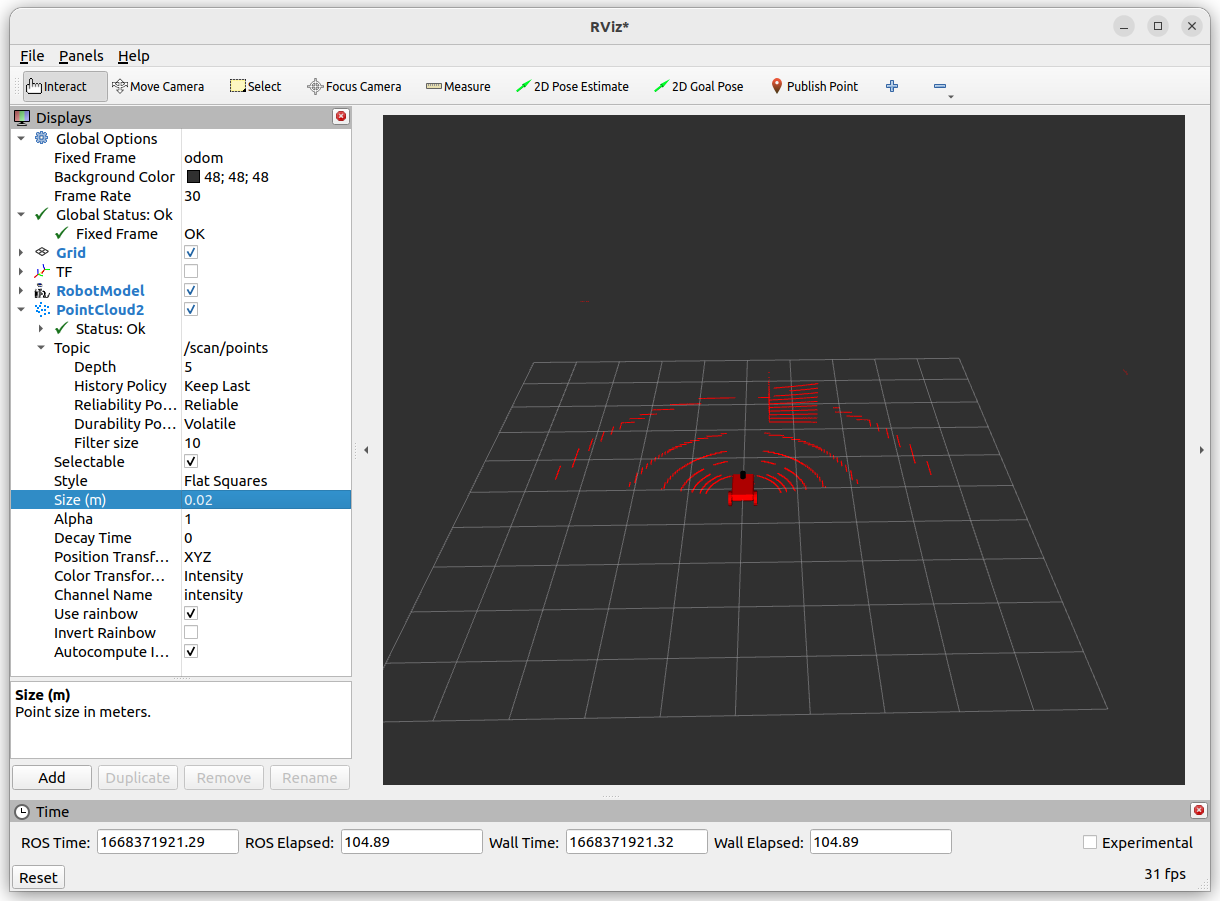 RViz*
File Panels Help
Interact Move Camera Select Focus Camera Measure 2D Pose Estimate 2D Goal Pose Publish Point
Displays
Global Options
Fixed Frame odom
Background Color 48; 48; 48
Frame Rate 30
Global Status: Ok
Fixed Frame OK
Grid
TF
RobotModel
PointCloud2
Status: Ok
Topic /scan/points
Depth 5
History Policy Keep Last
Reliability Po... Reliable
Durability Po... Volatile
Filter size 10
Selectable
Style Flat Squares
Size (m) 0.02
Alpha 1
Decay Time 0
Position Transf... XYZ
Color Transfor... Intensity
Channel Name intensity
Use rainbow
Invert Rainbow
Autocompute I...
Size (m)
Point size in meters.
Add Duplicate Remove Rename
Time
ROS Time: 1668371921.29 ROS Elapsed: 104.89 Wall Time: 1668371921.32 Wall Elapsed: 104.89 Experimental
Reset 31 fps